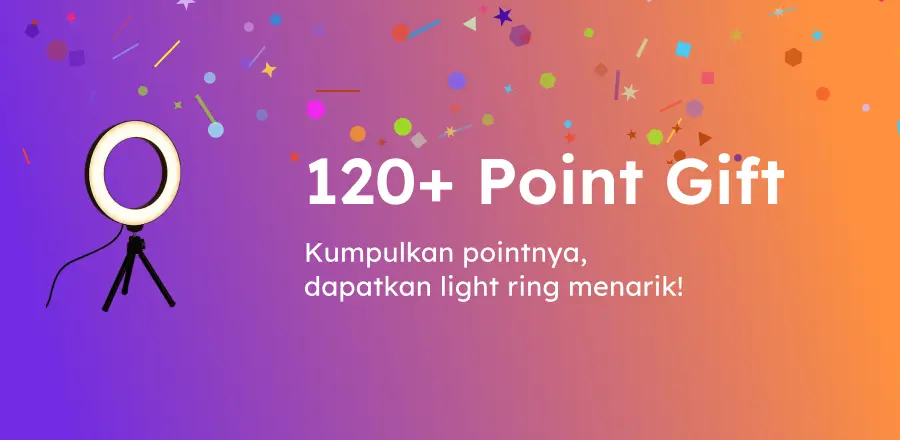 120+ Point Gift
Kumpulkan pointnya,
dapatkan light ring menarik!